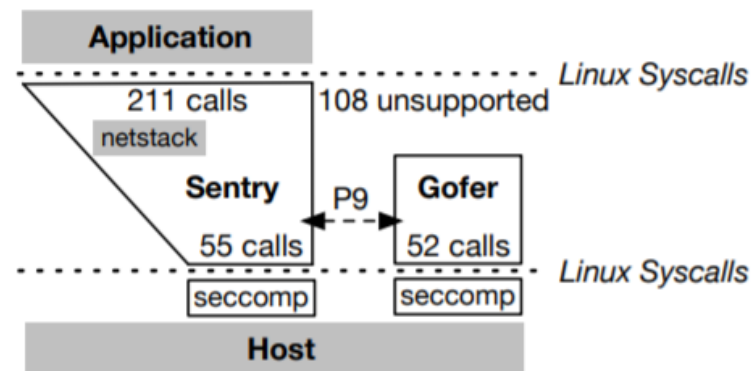 Application
Linux Syscalls
211 calls 108 unsupported
netstack
Sentry P9 Gofer
55 calls 52 calls
Linux Syscalls
seccomp seccomp
Host